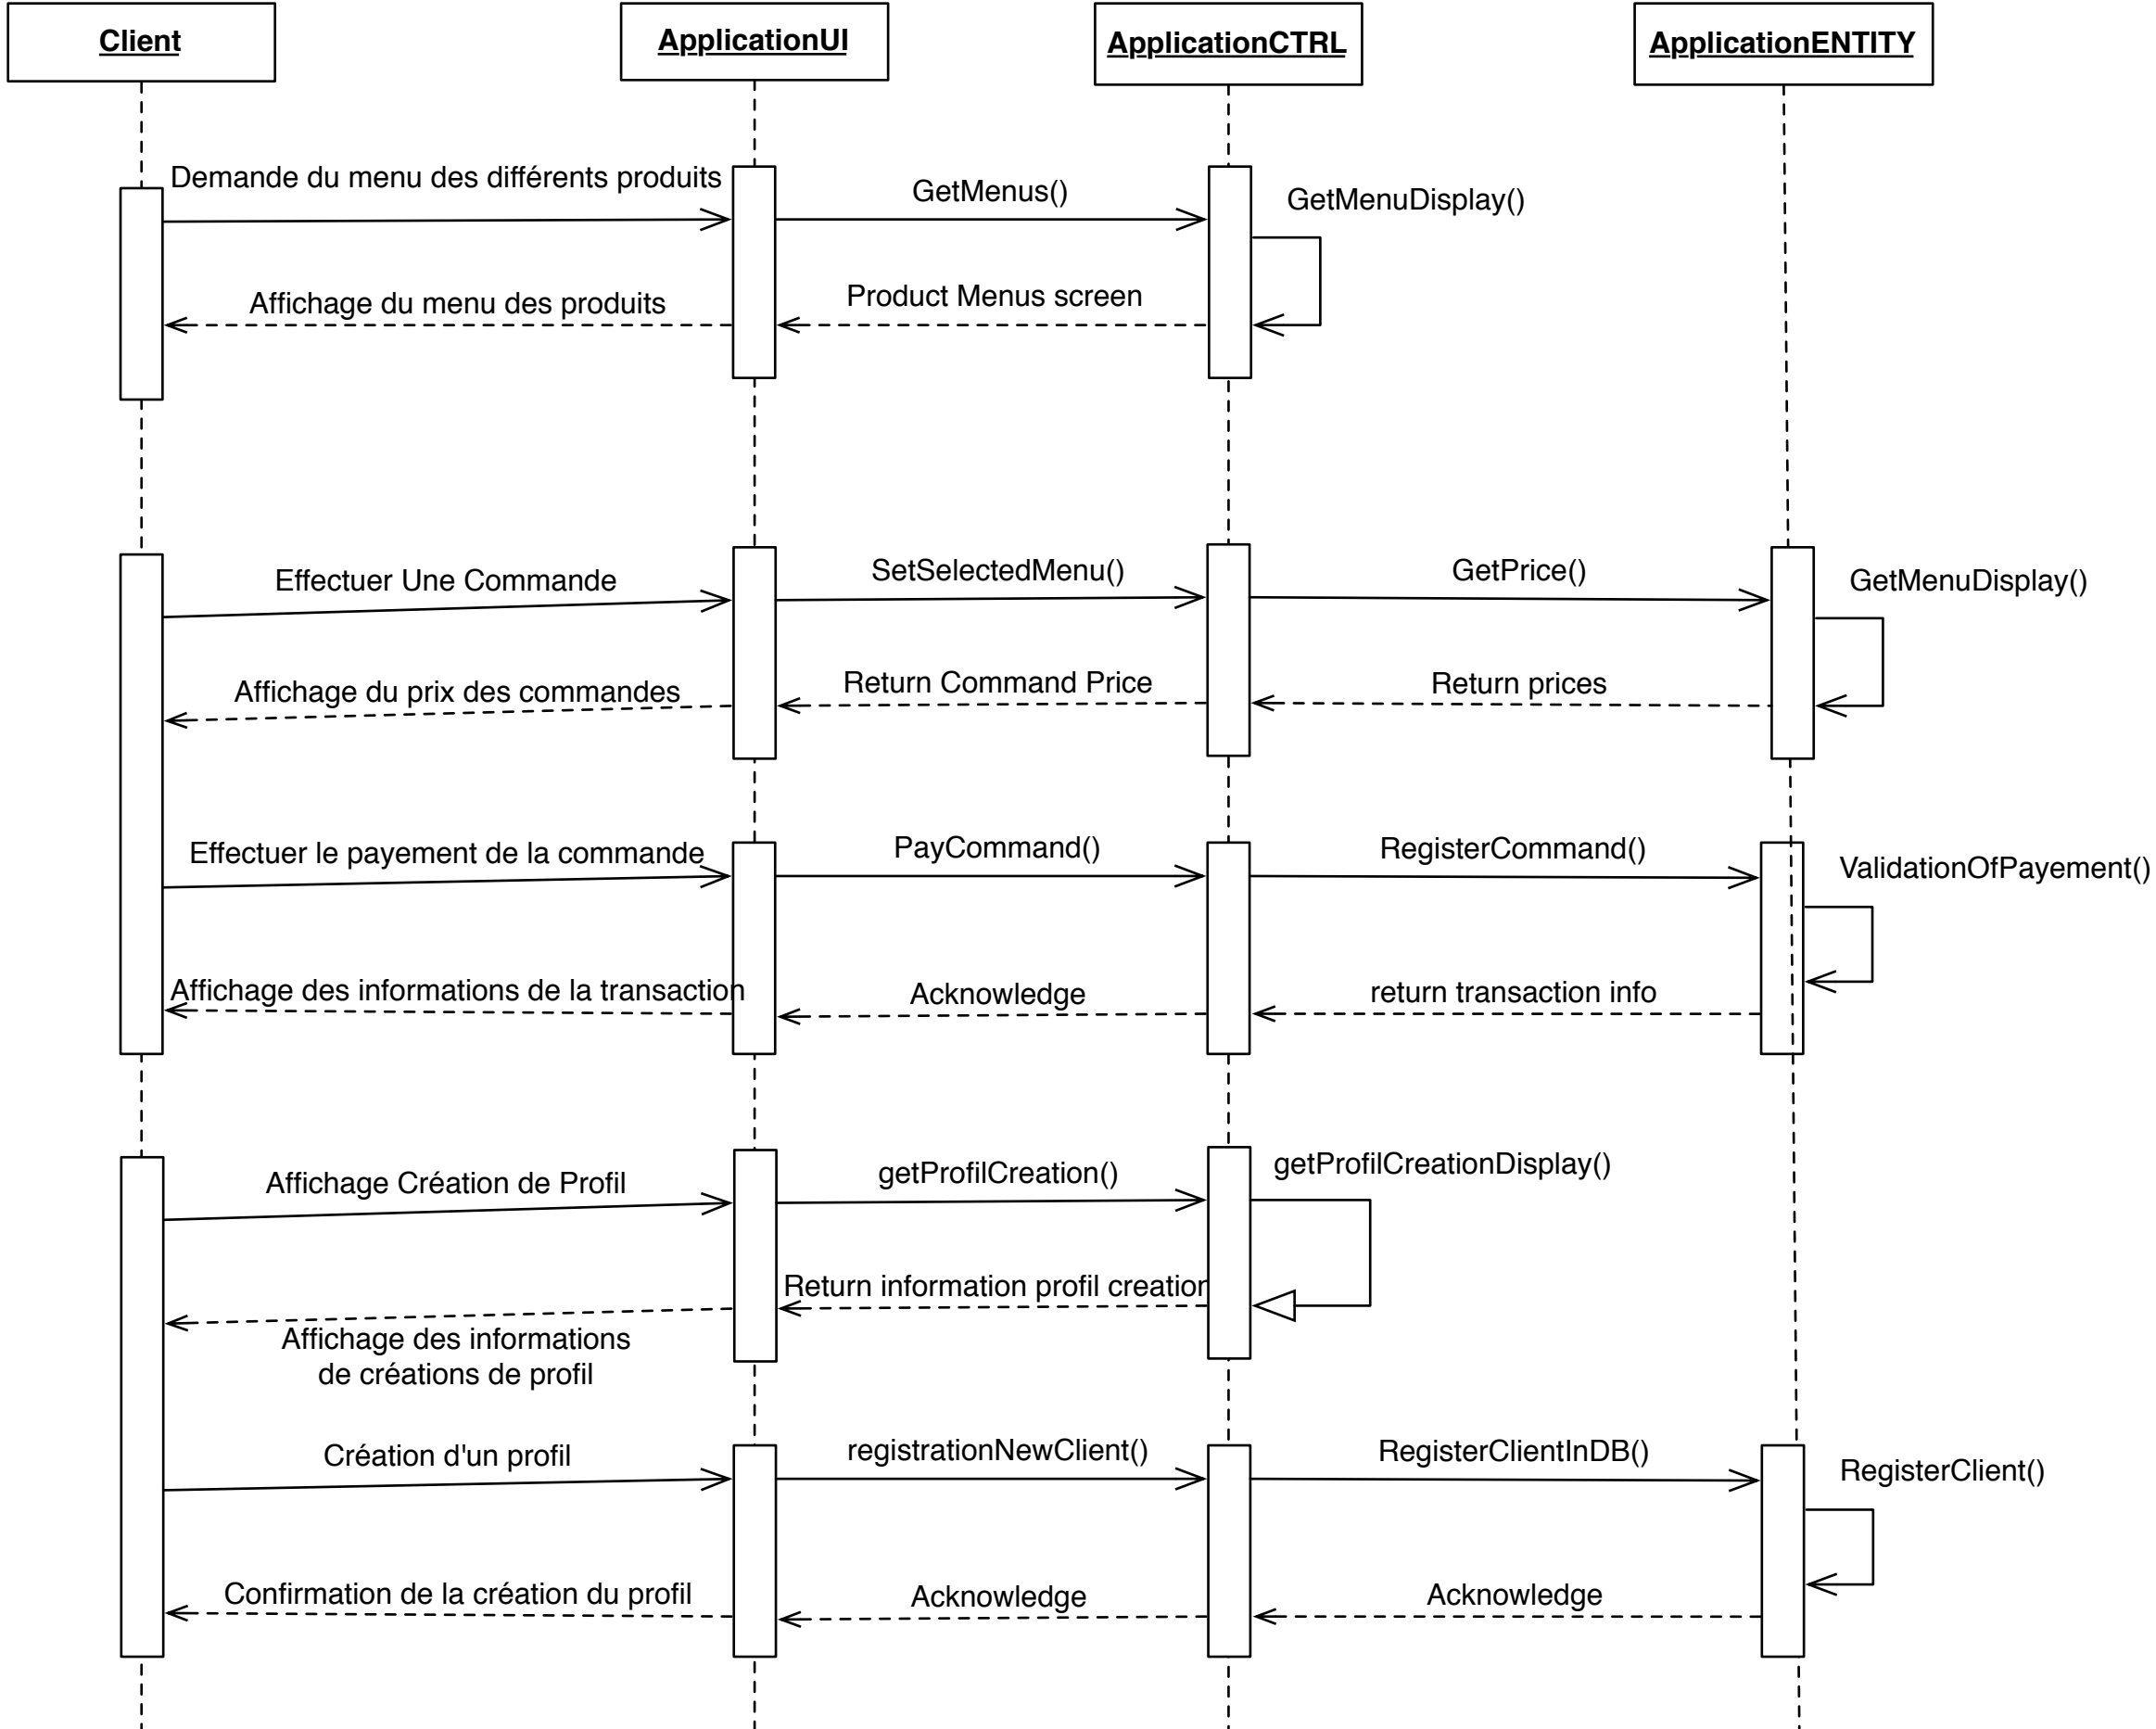 Client
ApplicationUI
ApplicationCTRL
ApplicationENTITY
Demande du menu des différents produits
GetMenus()
GetMenuDisplay()
Affichage du menu des produits
Product Menus screen
Effectuer Une Commande
SetSelectedMenu()
GetPrice()
GetMenuDisplay()
Affichage du prix des commandes
Return Command Price
Return prices
Effectuer le payement de la commande
PayCommand()
RegisterCommand()
ValidationOfPayement()
Affichage des informations de la transaction
Acknowledge
return transaction info
Affichage Création de Profil
getProfilCreation()
getProfilCreationDisplay()
Return information profil creation
Affichage des informations
de créations de profil
Création d'un profil
registrationNewClient()
RegisterClientInDB()
RegisterClient()
Confirmation de la création du profil
Acknowledge
Acknowledge